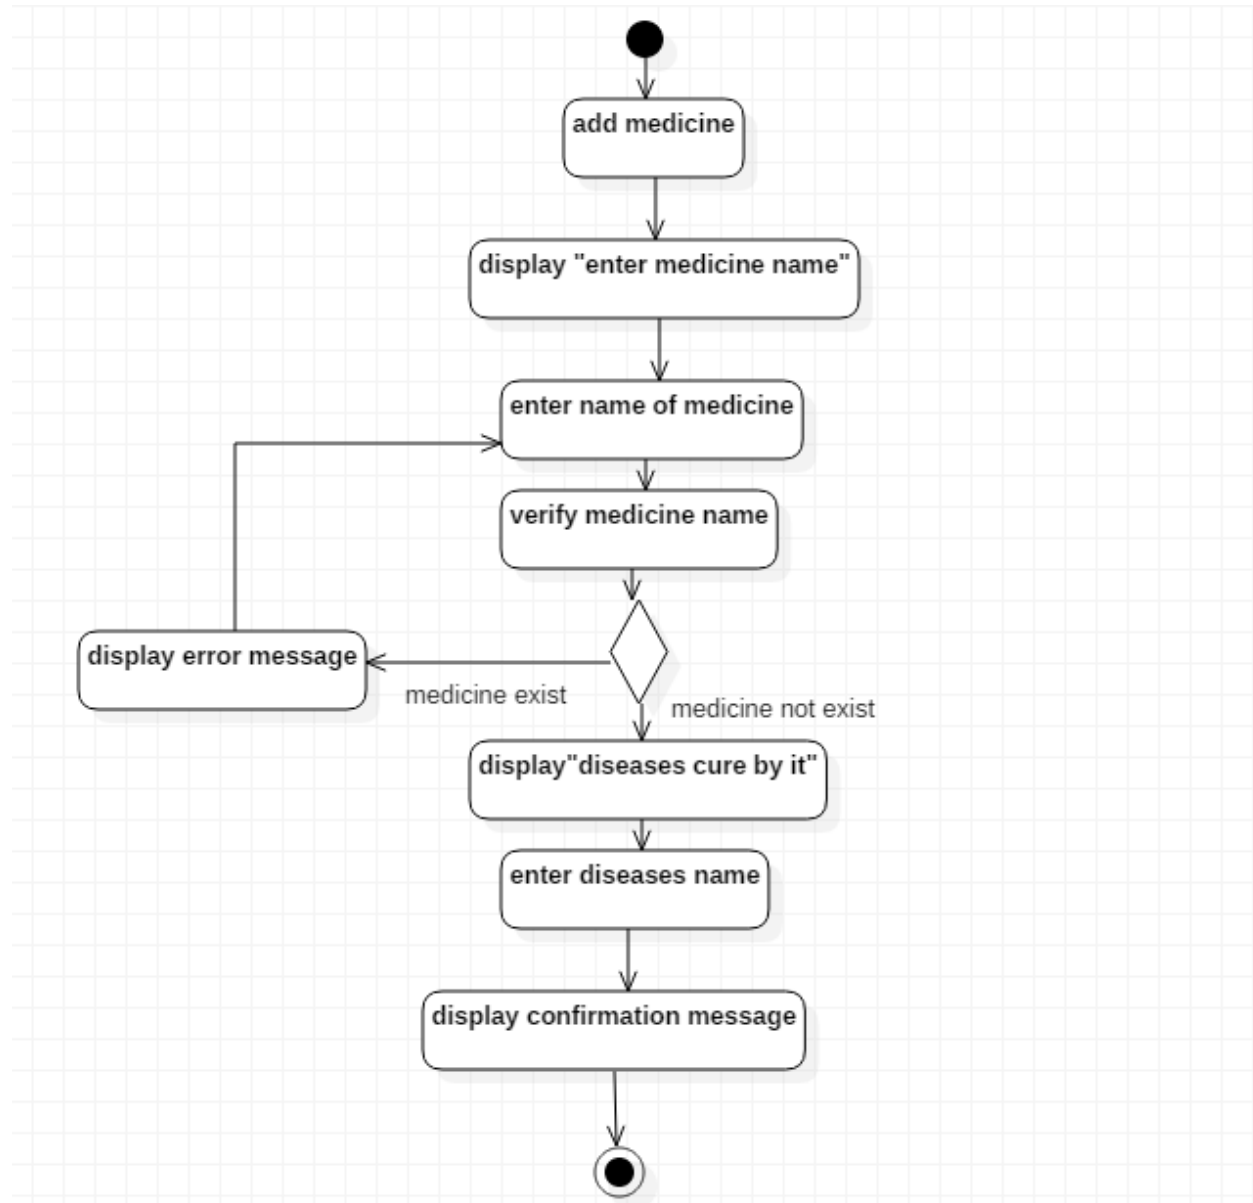 add medicine
display "enter medicine name"
enter name of medicine
verify medicine name
display error message
medicine exist
medicine not exist
display"diseases cure by it"
enter diseases name
display confirmation message